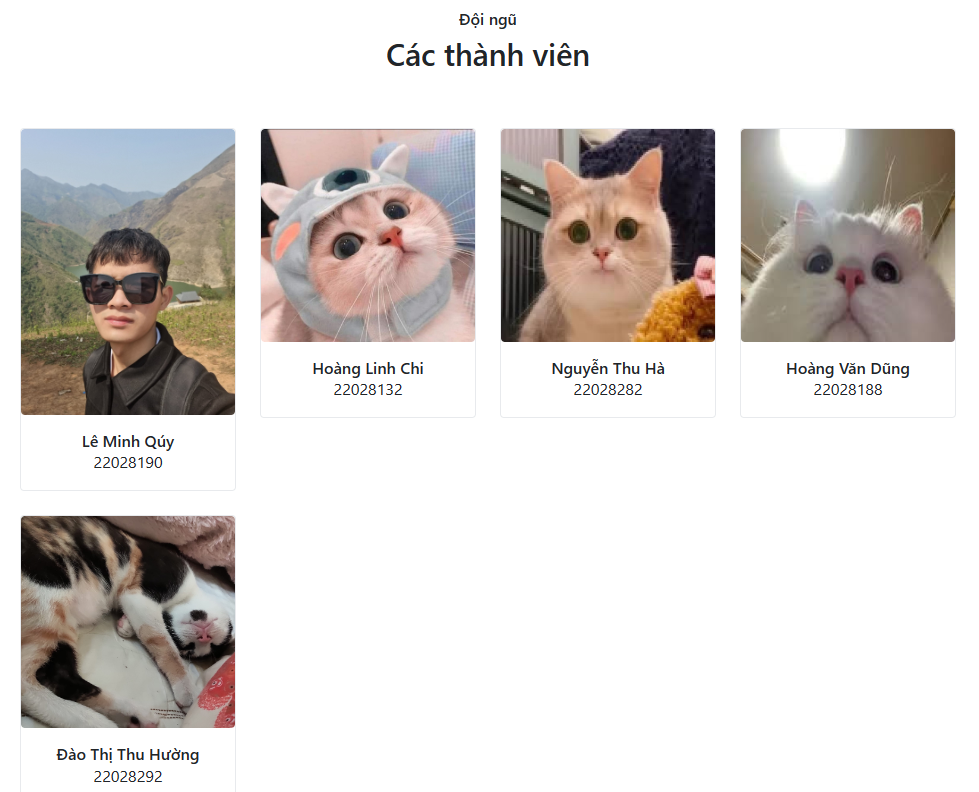 Đội ngũ
Các thành viên
Lê Minh Qúy
22028190
Hoàng Linh Chi
22028132
Nguyễn Thu Hà
22028282
Hoàng Văn Dũng
22028188
Đào Thị Thu Hường
22028292